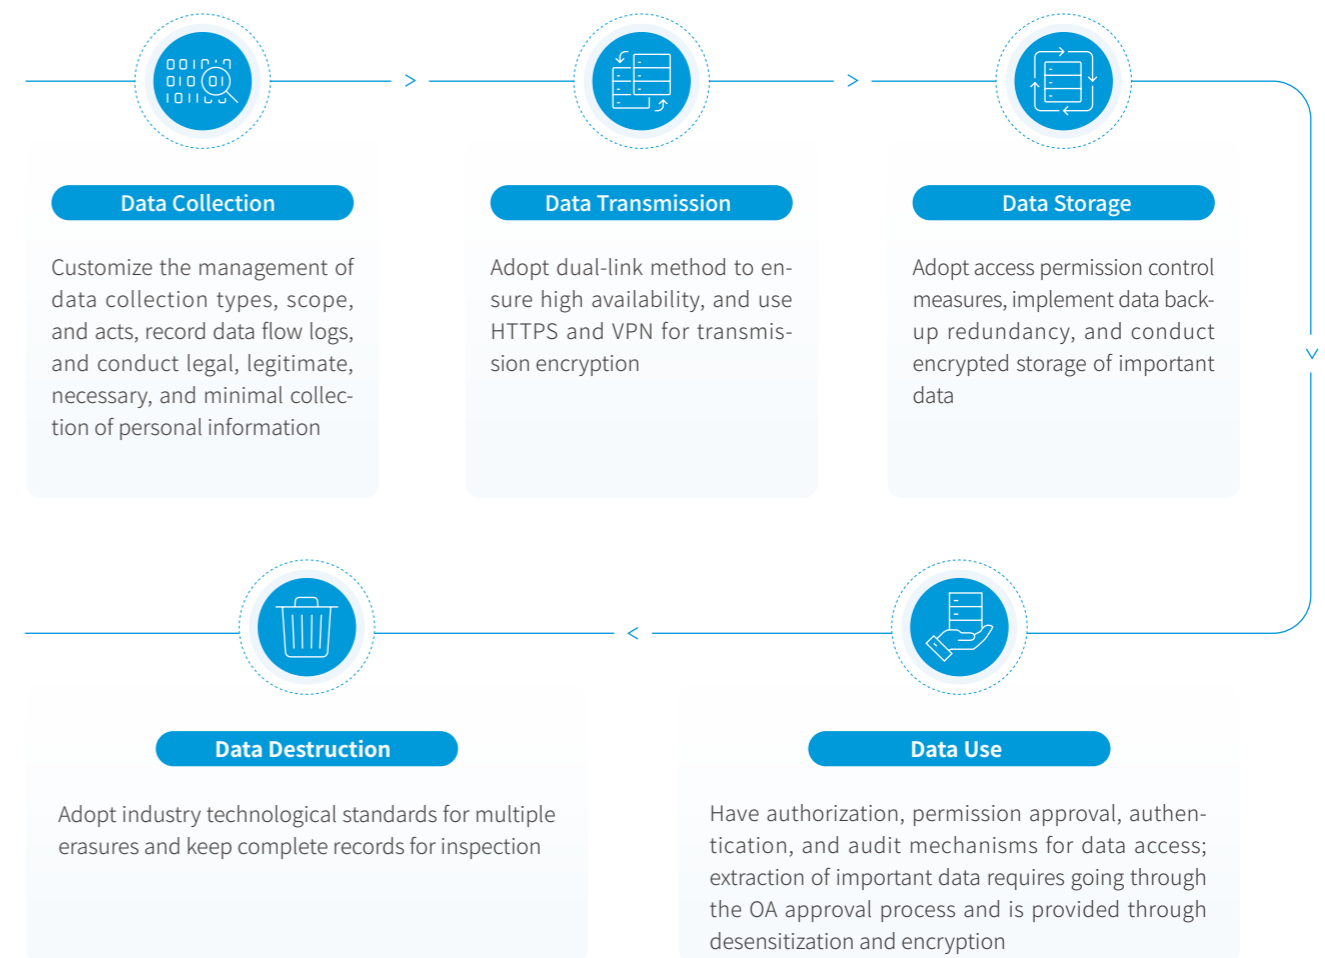 Data Collection
Customize the management of
data collection types, scope,
and acts, record data flow logs,
and conduct legal, legitimate,
necessary, and minimal collec-
tion of personal information
Data Transmission
Adopt dual-link method to en-
sure high availability, and use
HTTPS and VPN for transmis-
sion encryption
Data Storage
Adopt access permission control
measures, implement data back-
up redundancy, and conduct
encrypted storage of important
data
Data Use
Have authorization, permission approval, authen-
tication, and audit mechanisms for data access;
extraction of important data requires going through
the OA approval process and is provided through
desensitization and encryption
Data Destruction
Adopt industry technological standards for multiple
erasures and keep complete records for inspection